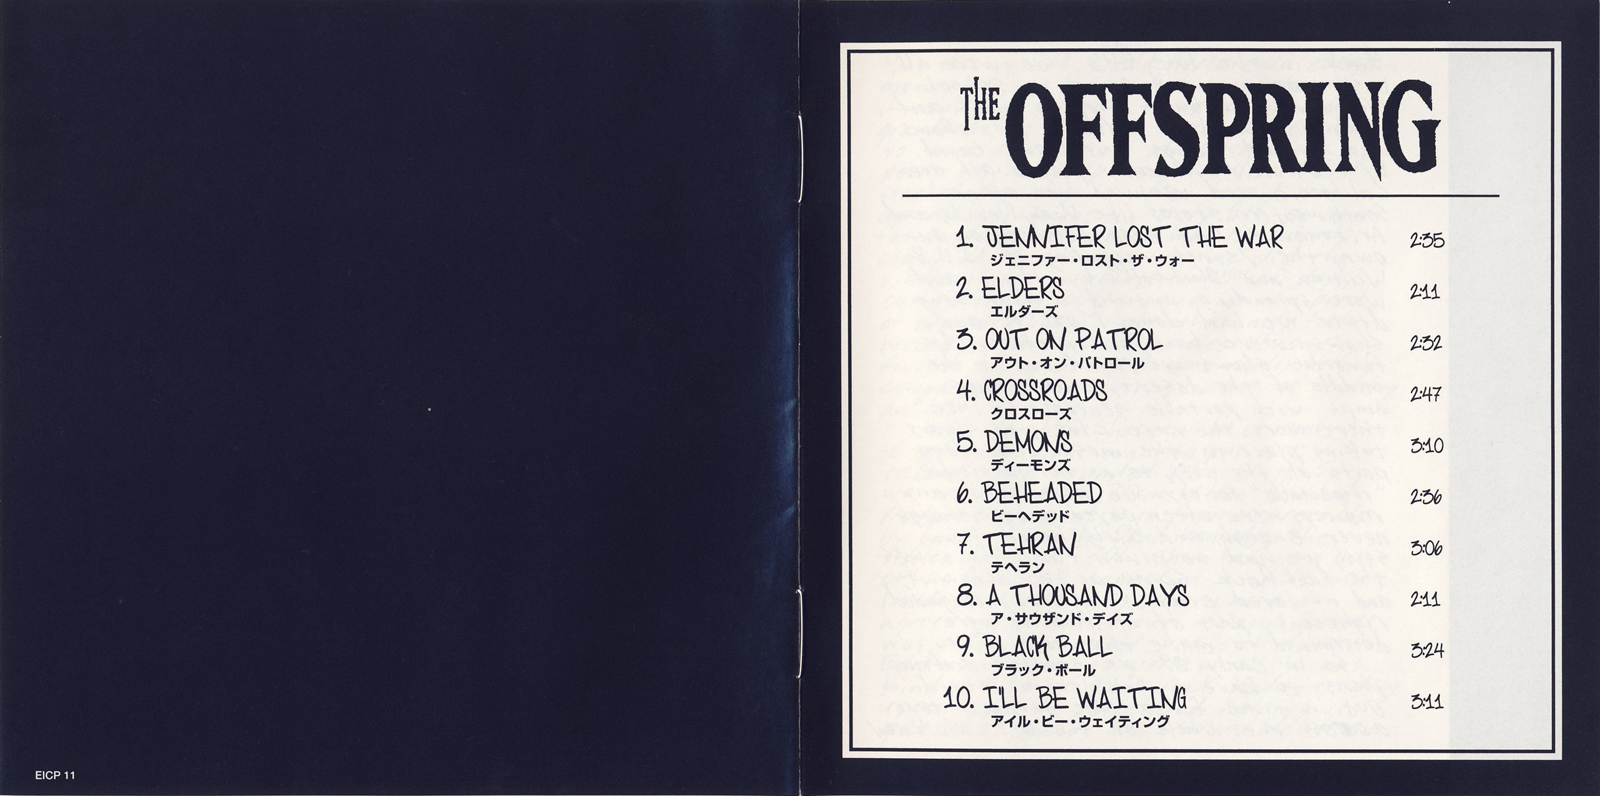 EICP 11
THE OFFSPRING
1. JENNIFER LOST THE WAR 2:35
ジェニファー・ロスト・ザ・ウォー
2. ELDERS 2:11
エルダーズ
3. OUT ON PATROL 2:32
アウト・オン・パトロール
4. CROSSROADS 2:47
クロスローズ
5. DEMONS 3:10
ディーモンズ
6. BEHEADED 2:36
ビーヘデッド
7. TEHRAN 3:06
テヘラン
8. A THOUSAND DAYS 2:11
ア・サウザンド・デイズ
9. BLACK BALL 3:24
ブラック・ボール
10. I'LL BE WAITING 3:11
アイル・ビー・ウェイティング